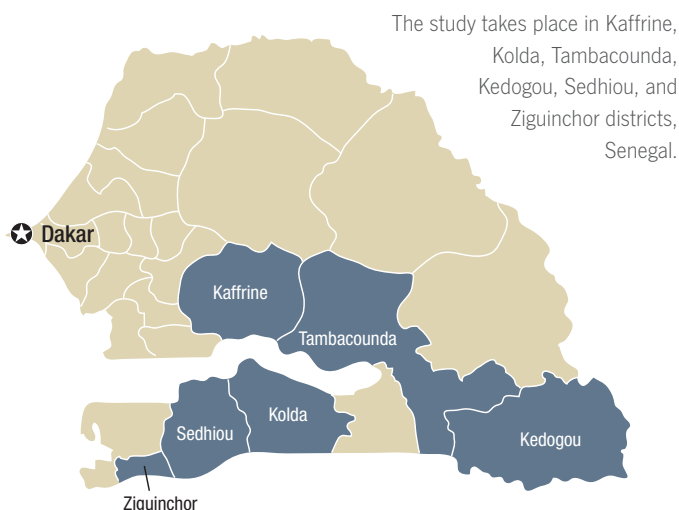 The study takes place in Kaffrine,
Kolda, Tambacounda,
Kedogou, Sedhiou, and
Ziguinchor districts,
Senegal.
Dakar
Kaffrine
Tambacounda
Kolda
Sedhiou
Kedogou
Ziguinchor